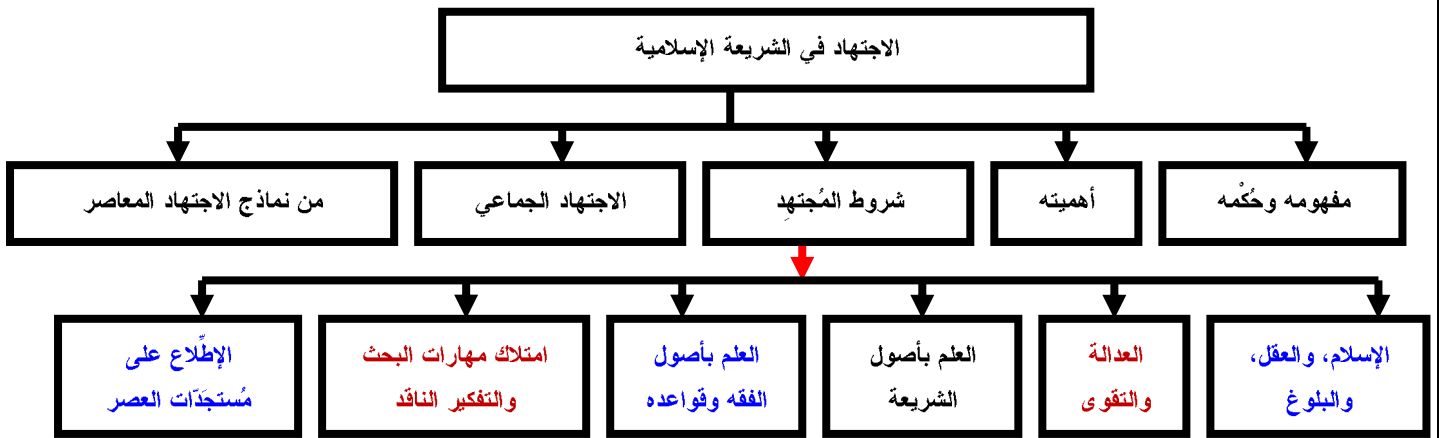 الاجتهاد في الشريعة الإسلامية
مفهومه وحُكْمه
أهميته
شروط المُجتهِد
الاجتهاد الجماعي
من نماذج الاجتهاد المعاصر
الإسلام، والعقل،
والبلوغ
العدالة
والتقوى
العلم بأصول
الشريعة
العلم بأصول
الفقه وقواعده
امتلاك مهارات البحث
والتفكير الناقد
الإطِّلاع على
مُستجَدّات العصر